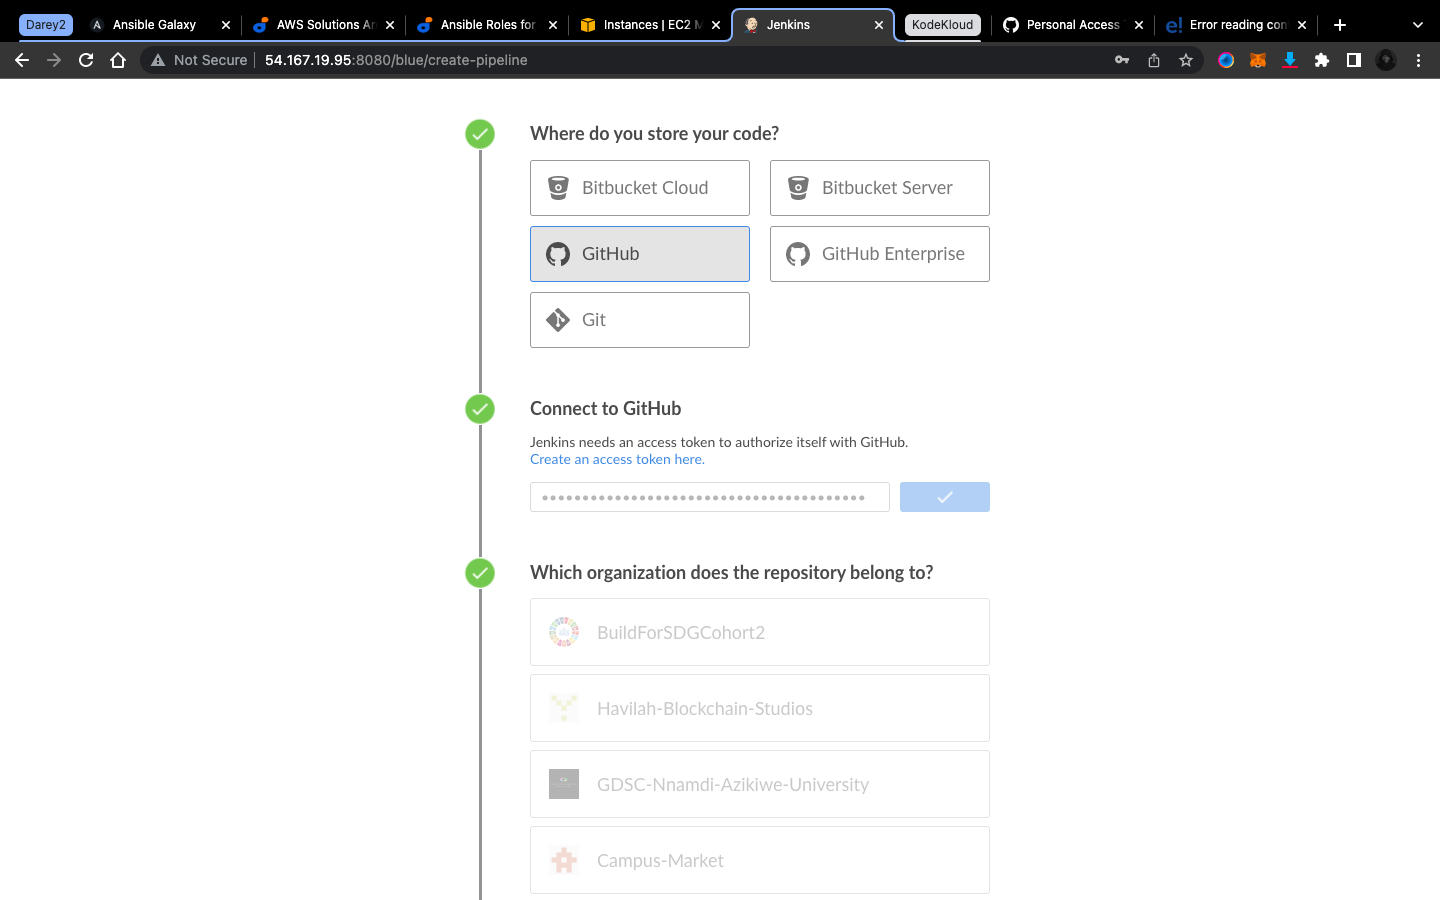 Darey2
Ansible Galaxy
AWS Solutions Ar
Ansible Roles for
Instances | EC2 M
Jenkins
KodeKloud
Personal Access T
Error reading con
Not Secure
54.167.19.95:8080/blue/create-pipeline
Where do you store your code?
Bitbucket Cloud
Bitbucket Server
GitHub
GitHub Enterprise
Git
Connect to GitHub
Jenkins needs an access token to authorize itself with GitHub.
Create an access token here.
Which organization does the repository belong to?
BuildForSDGCohort2
Havilah-Blockchain-Studios
GDSC-Nnamdi-Azikiwe-University
Campus-Market